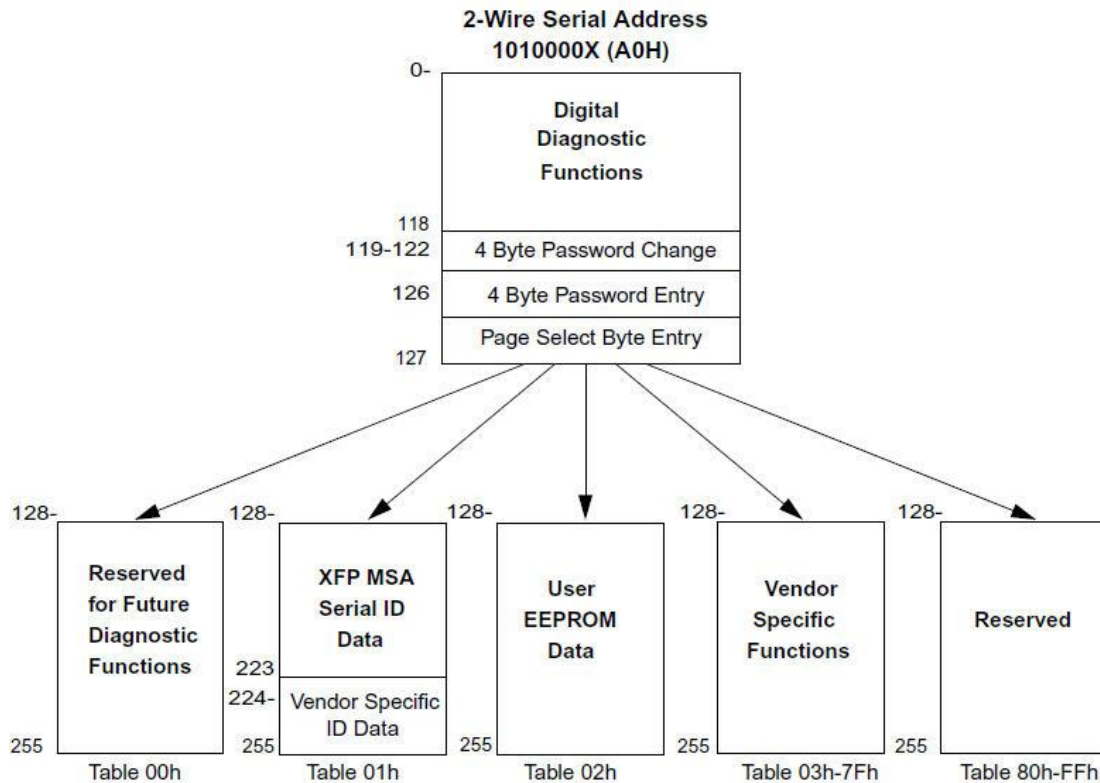 2-Wire Serial Address
1010000X (A0H)
0-
Digital
Diagnostic
Functions
118
119-122 4 Byte Password Change
126 4 Byte Password Entry
Page Select Byte Entry
127
128- 128- 128- 128- 128-
Reserved
for Future
Diagnostic
Functions
255
Table 00h
XFP MSA
Serial ID
Data
223
224- Vendor Specific
ID Data
255
Table 01h
User
EEPROM
Data
255
Table 02h
Vendor
Specific
Functions
255
Table 03h-7Fh
Reserved
255
Table 80h-FFh